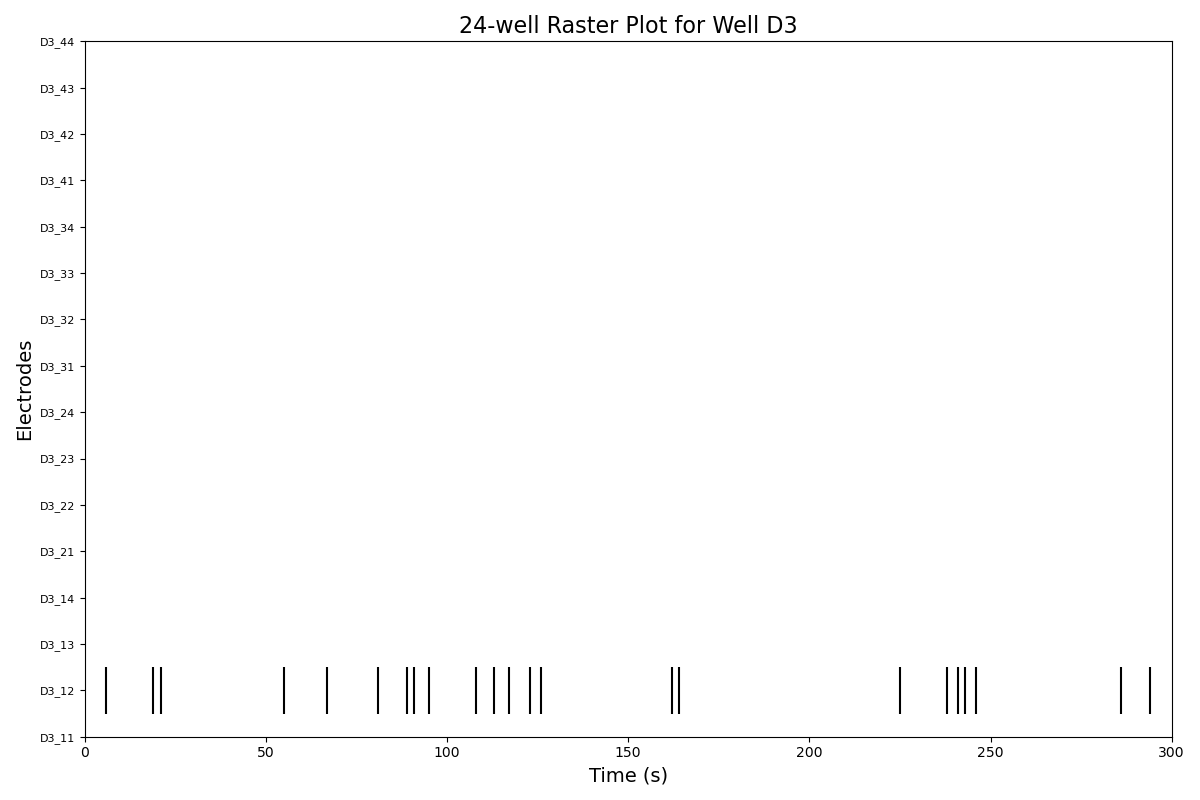 24-well Raster Plot for Well D3
Electrodes
D3_44
D3_43
D3_42
D3_41
D3_34
D3_33
D3_32
D3_31
D3_24
D3_23
D3_22
D3_21
D3_14
D3_13
D3_12
D3_11
0 50 100 150 200 250 300
Time (s)